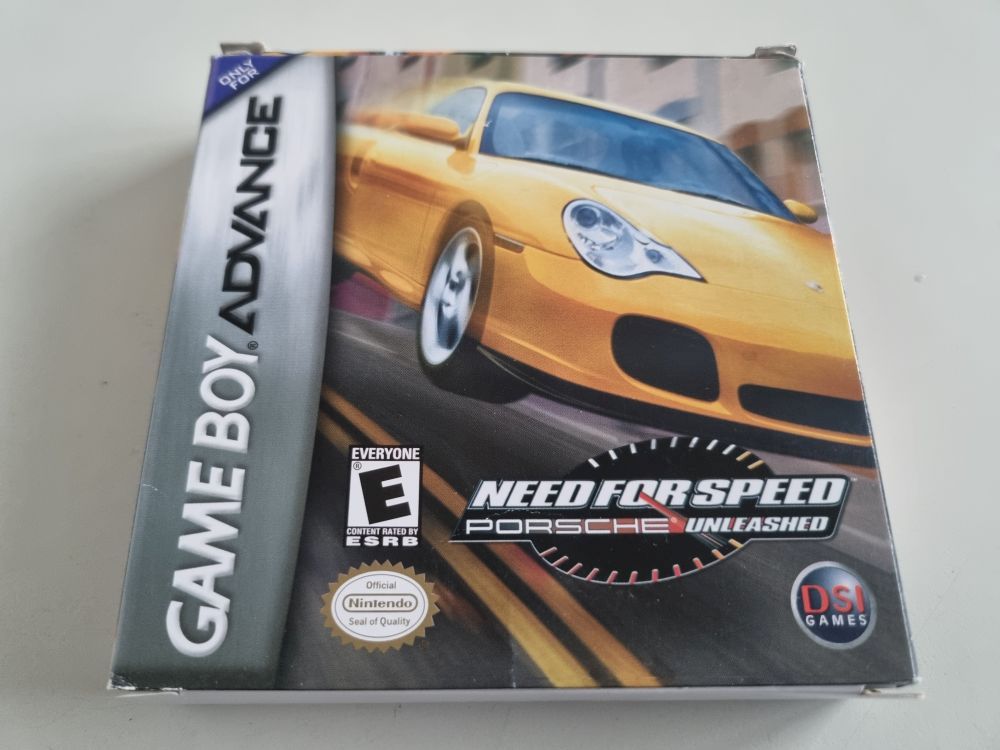 ONLY
FOR
GAME BOY® ADVANCE
EVERYONE
E®
CONTENT RATED BY
ESRB
NEED FOR SPEED™
PORSCHE® UNLEASHED
Official
Nintendo
Seal of Quality
DSI
GAMES